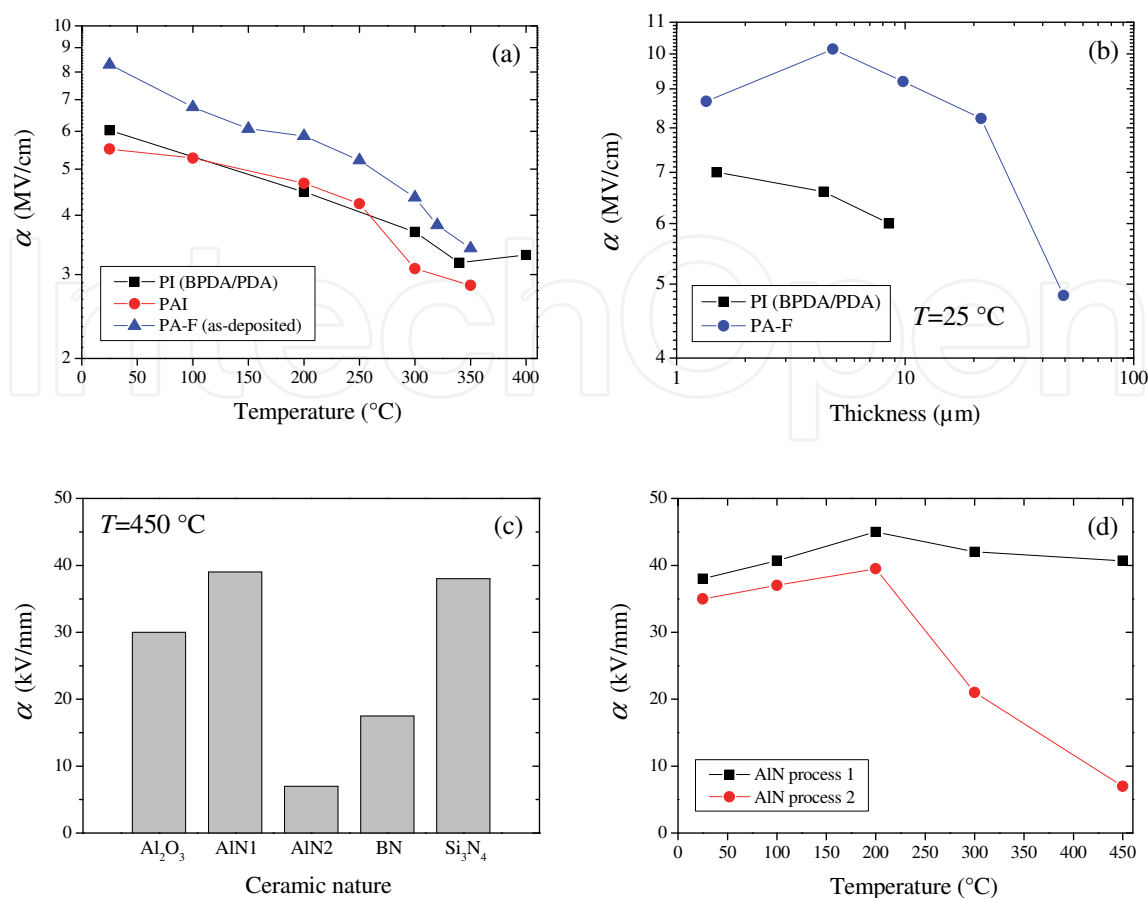 (a)
10
9
8
7
6
5
4
3
2
α (MV/cm)
PI (BPDA/PDA)
PAI
PA-F (as-deposited)
0 50 100 150 200 250 300 350 400
Temperature (°C)
(b)
11
10
9
8
7
6
5
4
α (MV/cm)
PI (BPDA/PDA)
PA-F
T=25 °C
1 10 100
Thickness (µm)
IntechOpen
T=450 °C
(c)
50
40
30
20
10
0
α (kV/mm)
Al₂O₃ AlN1 AlN2 BN Si₃N₄
Ceramic nature
(d)
50
40
30
20
10
0
α (kV/mm)
AlN process 1
AlN process 2
0 50 100 150 200 250 300 350 400 450
Temperature (°C)